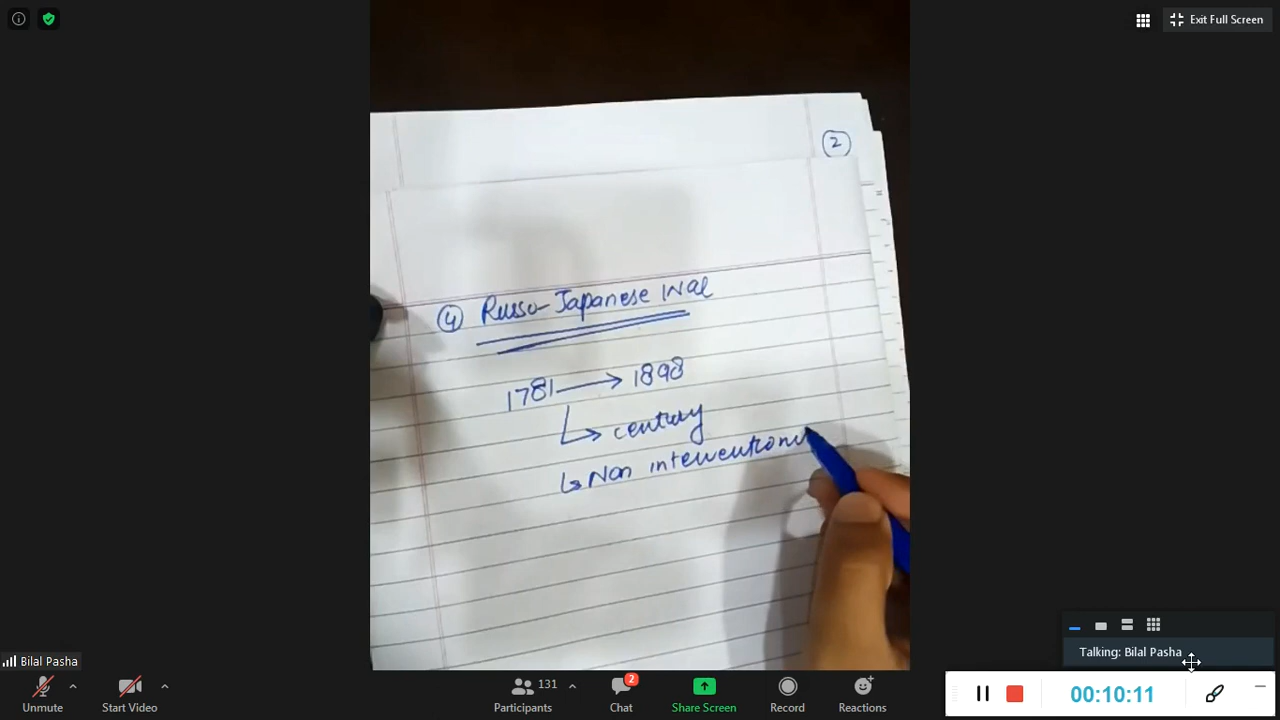 Exit Full Screen
2
4 Russo-Japanese War
1781 → 1898
↳ century
↳ Non intervention
Talking: Bilal Pasha
Bilal Pasha
131
2
00:10:11
Unmute
Start Video
Participants
Chat
Share Screen
Record
Reactions